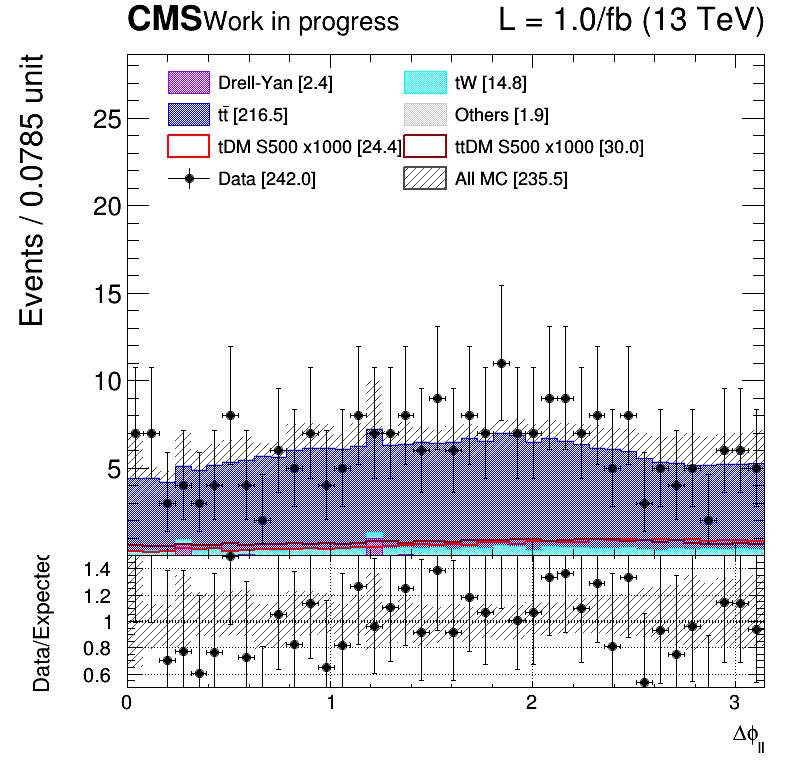 CMS Work in progress L = 1.0/fb (13 TeV)
Events / 0.0785 unit
Drell-Yan [2.4] tW [14.8]
tt̄ [216.5] Others [1.9]
tDM S500 x1000 [24.4] ttDM S500 x1000 [30.0]
Data [242.0] All MC [235.5]
25
20
15
10
5
Data/Expected
1.4
1.2
1
0.8
0.6
0 1 2 3
Δϕll